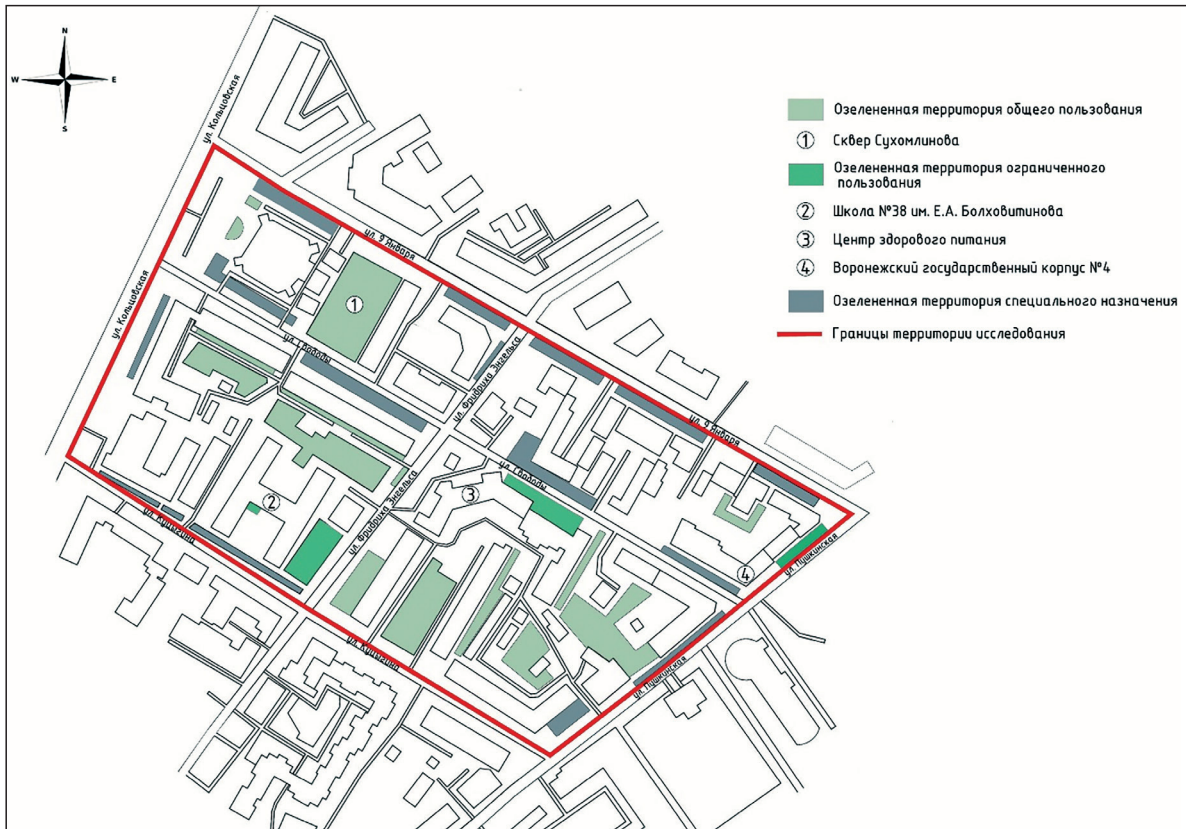 N
W
E
S
ул. Кольцовская
Озелененная территория общего пользования
1
Сквер Сухомлинова
Озелененная территория ограниченного
пользования
2
Школа №38 им. Е.А. Болховитинова
3
Центр здорового питания
4
Воронежский государственный корпус №4
Озелененная территория специального назначения
Границы территории исследования
ул. 9 Января
ул. Кольцовская
1
ул. Свободы
ул. Фридриха Энгельса
ул. 9 Января
ул. Свободы
3
2
ул. Фридриха Энгельса
ул. Куцыгина
4
ул. Пушкинская
ул. Куцыгина
ул. Пушкинская